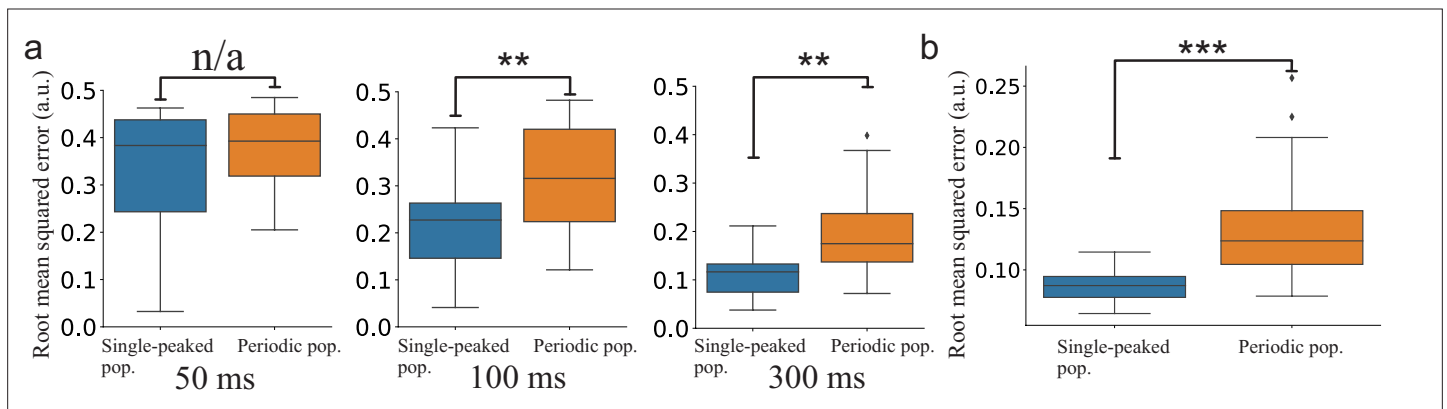 a
n/a
**
**
Root mean squared error (a.u.)
0.5
0.4
0.3
0.2
0.1
0.0
Single-peaked pop.
Periodic pop.
50 ms
0.5
0.4
0.3
0.2
0.1
0.0
Single-peaked pop.
Periodic pop.
100 ms
0.5
0.4
0.3
0.2
0.1
0.0
Single-peaked pop.
Periodic pop.
300 ms
b
***
Root mean squared error (a.u.)
0.25
0.20
0.15
0.10
Single-peaked pop.
Periodic pop.